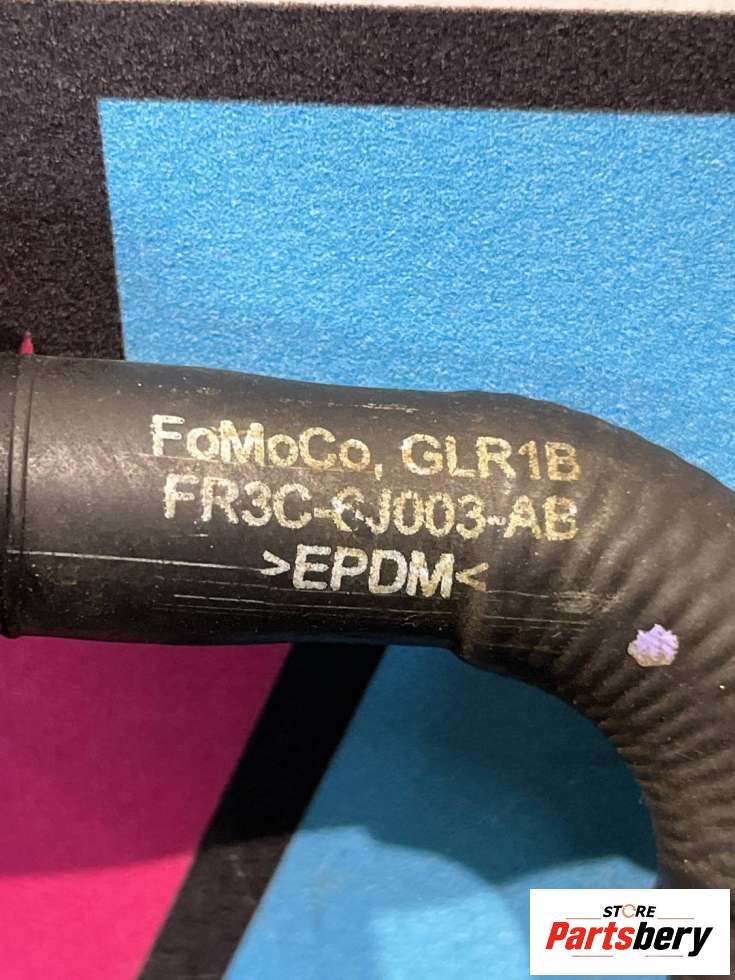 FoMoCo, GLR1B
FR3C-6J003-AB
>EPDM<
STORE
Partsbery